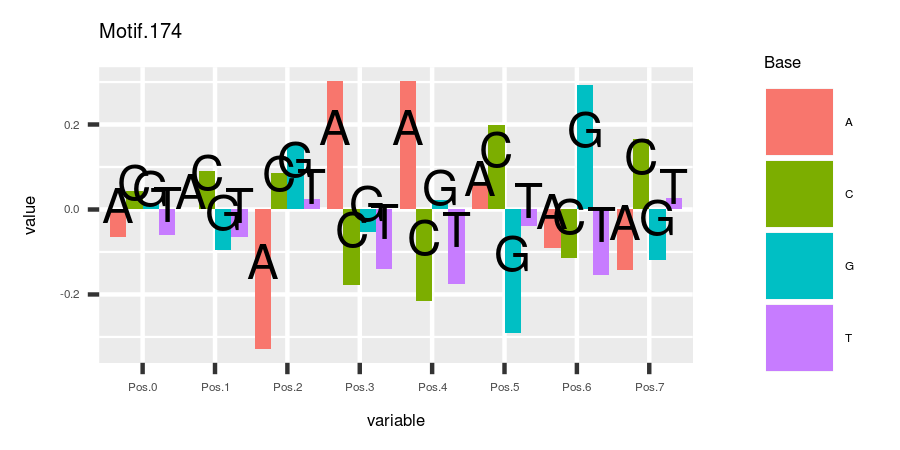 Motif.174
Base
A
C
G
T
value
0.2
0.0
-0.2
A C G T A C G T A C G T A C G T A C G T A C G T A C G T A C G T
Pos.0 Pos.1 Pos.2 Pos.3 Pos.4 Pos.5 Pos.6 Pos.7
variable